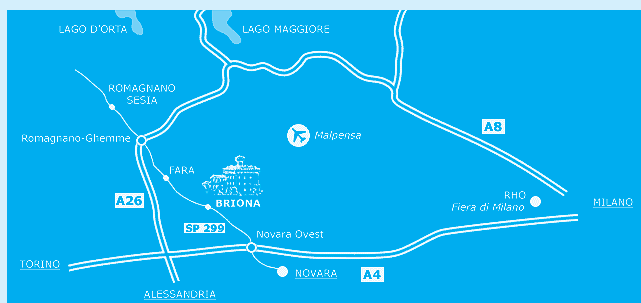 LAGO D'ORTA
LAGO MAGGIORE
ROMAGNANO
SESIA
A8
Malpensa
Romagnano-Ghemme
FARA
A26
BRIONA
RHO
Fiera di Milano
MILANO
SP 299
Novara Ovest
TORINO
NOVARA
A4
ALESSANDRIA